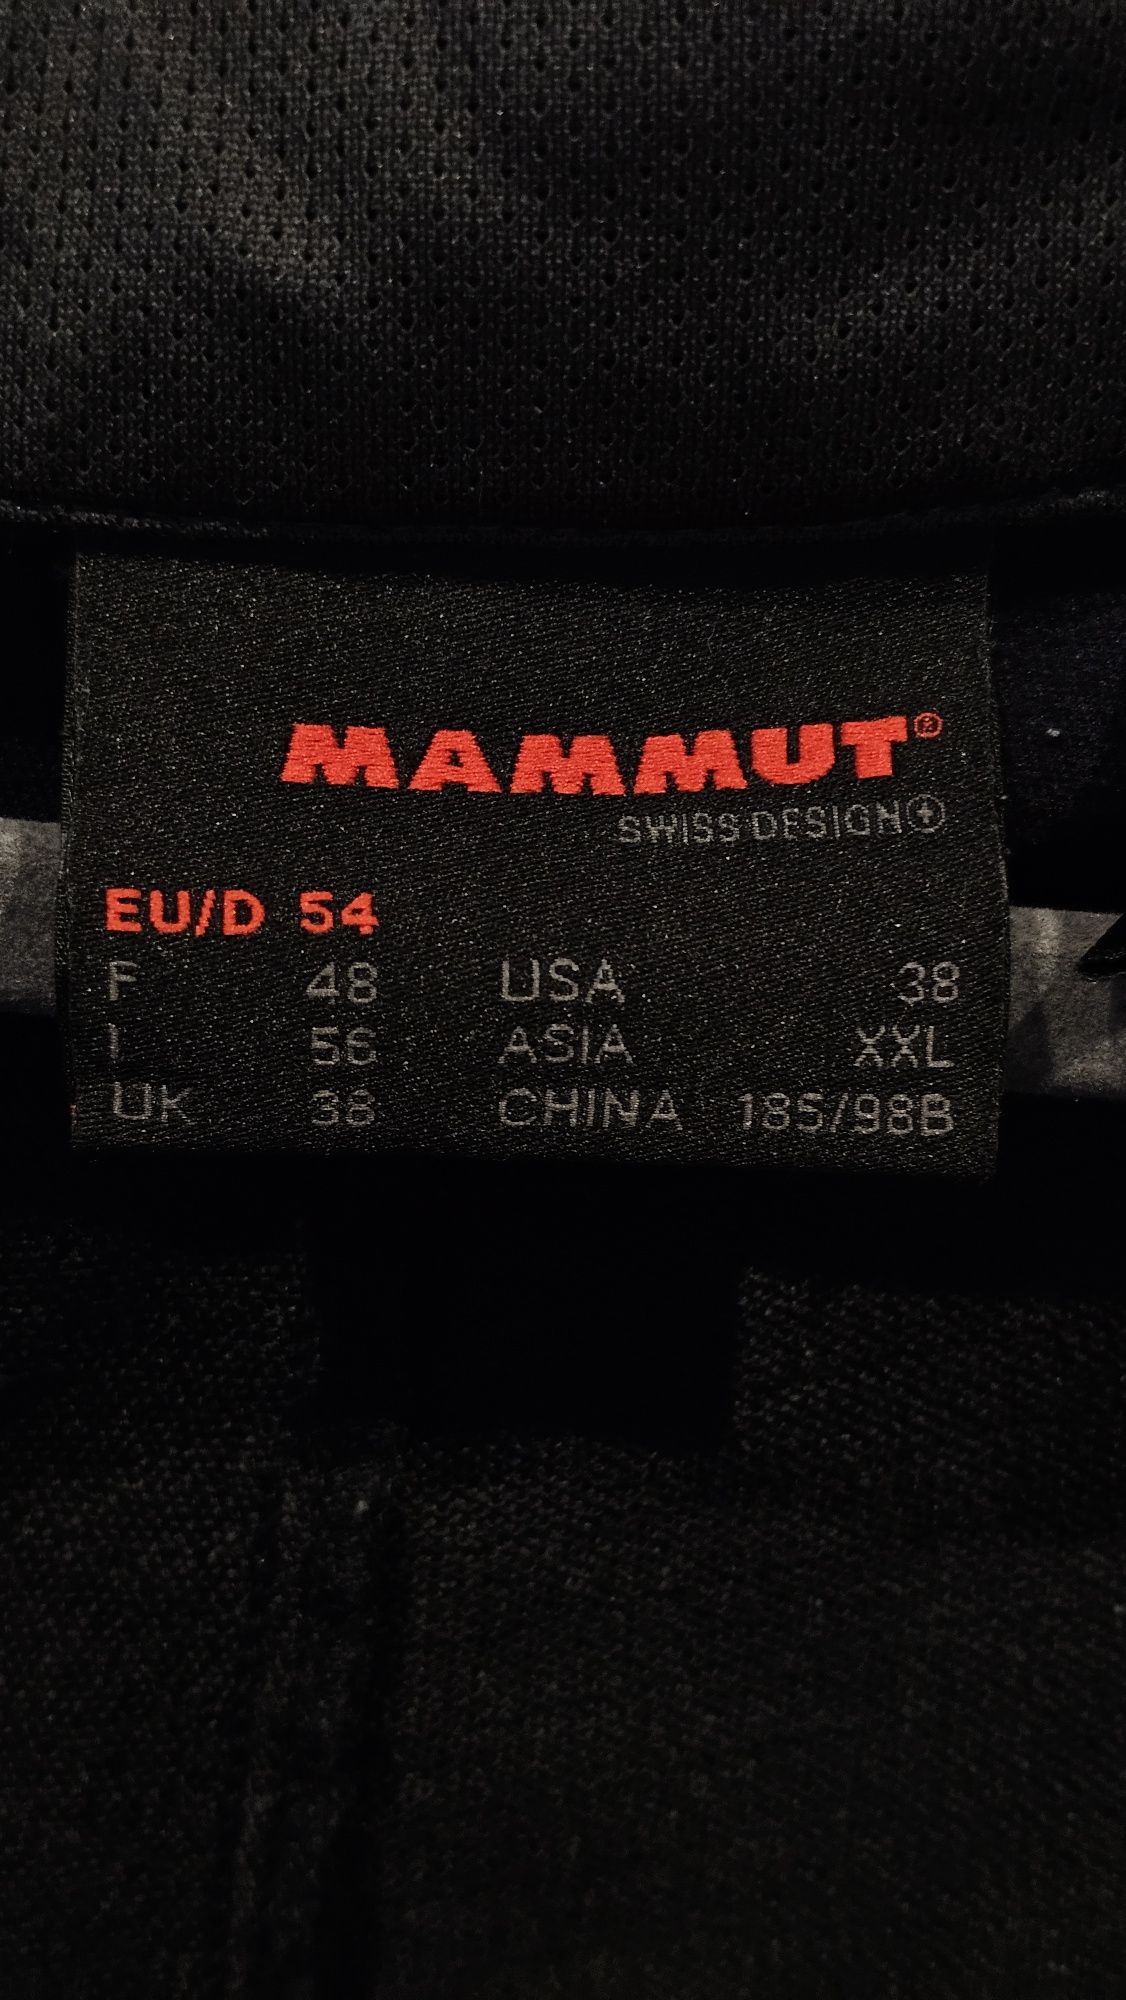 MAMMUT®
SWISS DESIGN
EU/D 54
F 48 USA 38
I 56 ASIA XXL
UK 38 CHINA 185/98B